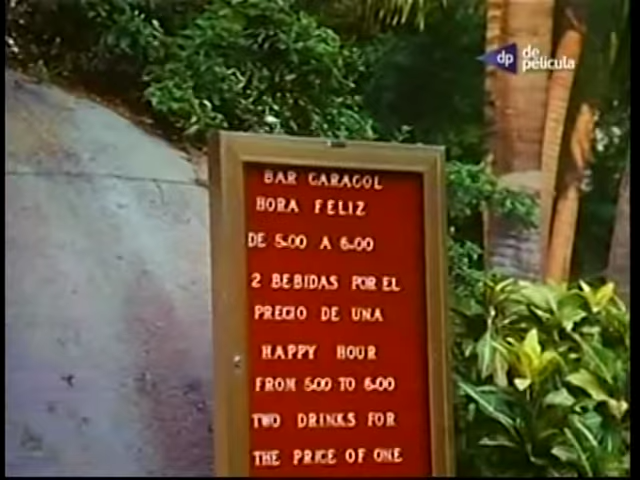 dp de
película
BAR CARACOL
HORA FELIZ
DE 5:00 A 6:00
2 BEBIDAS POR EL
PRECIO DE UNA
HAPPY HOUR
FROM 5:00 TO 6:00
TWO DRINKS FOR
THE PRICE OF ONE